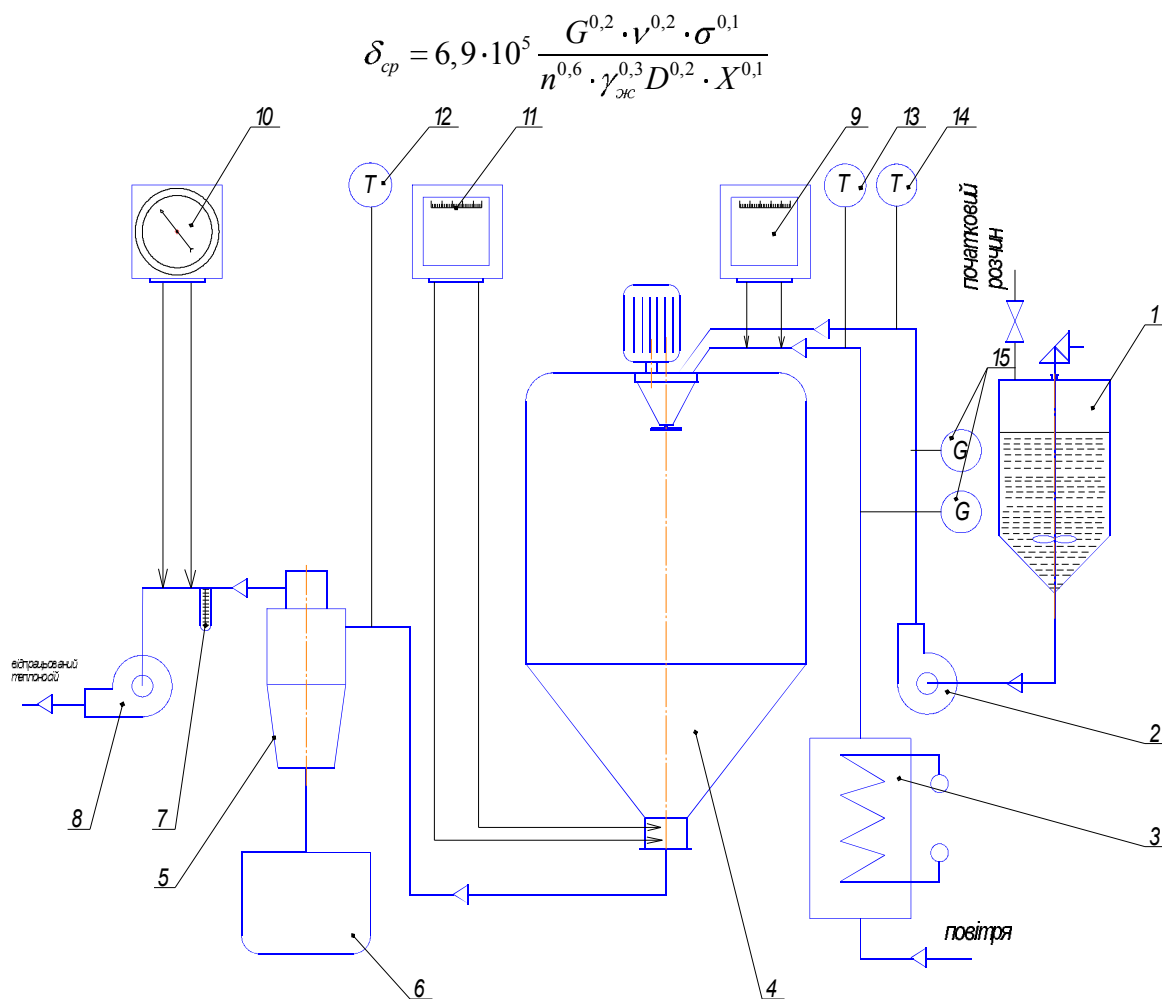 δ_ср = 6,9·10^5 (G^0,2 · ν^0,2 · σ^0,1) / (n^0,6 · γ_ж^0,3 D^0,2 · X^0,1)
10
12
11
9
13
14
T
T
T
початковий
розчин
1
15
G
G
відпрацьований
теплоносій
2
8
7
5
3
повітря
6
4